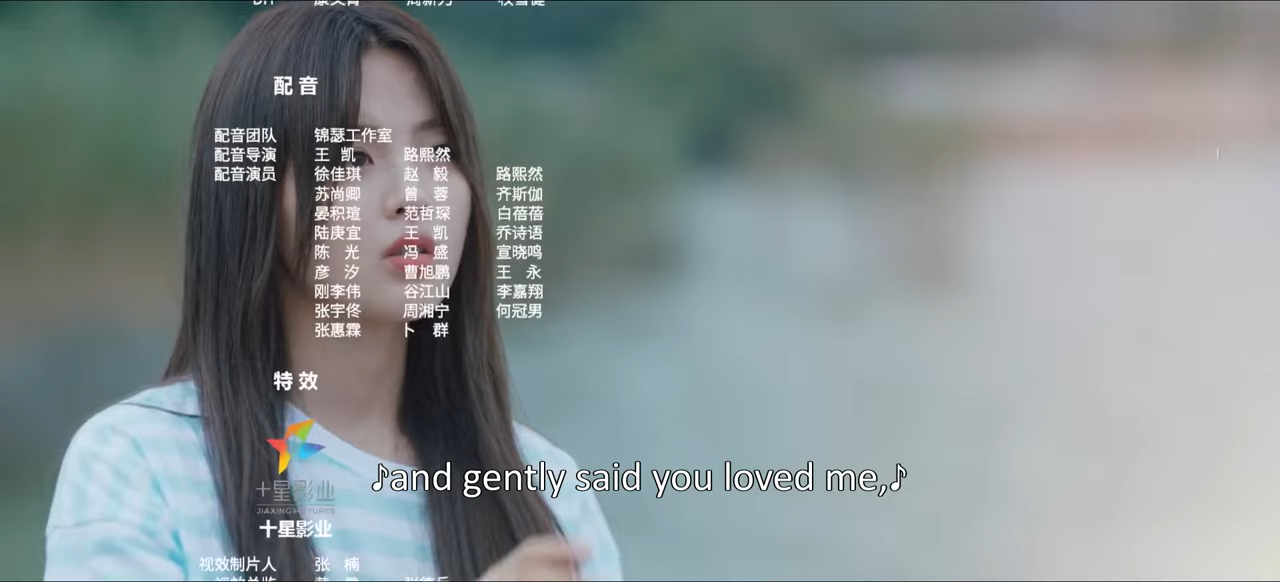 配音
配音团队 锦瑟工作室
配音导演 王 凯 路熙然
配音演员 徐佳琪 赵 毅 路熙然
苏尚卿 曾 蓉 齐斯伽
晏积瑄 范哲琛 白蓓蓓
陆庚宜 王 凯 乔诗语
陈 光 冯 盛 宣晓鸣
彦 汐 曹旭鹏 王 永
刚李伟 谷江山 李嘉翔
张宇佟 周湘宁 何冠男
张惠霖 卜 群
特效
♪and gently said you loved me,♪
十星影业
JIAXING PICTURES
十星影业
视效制片人 张 楠